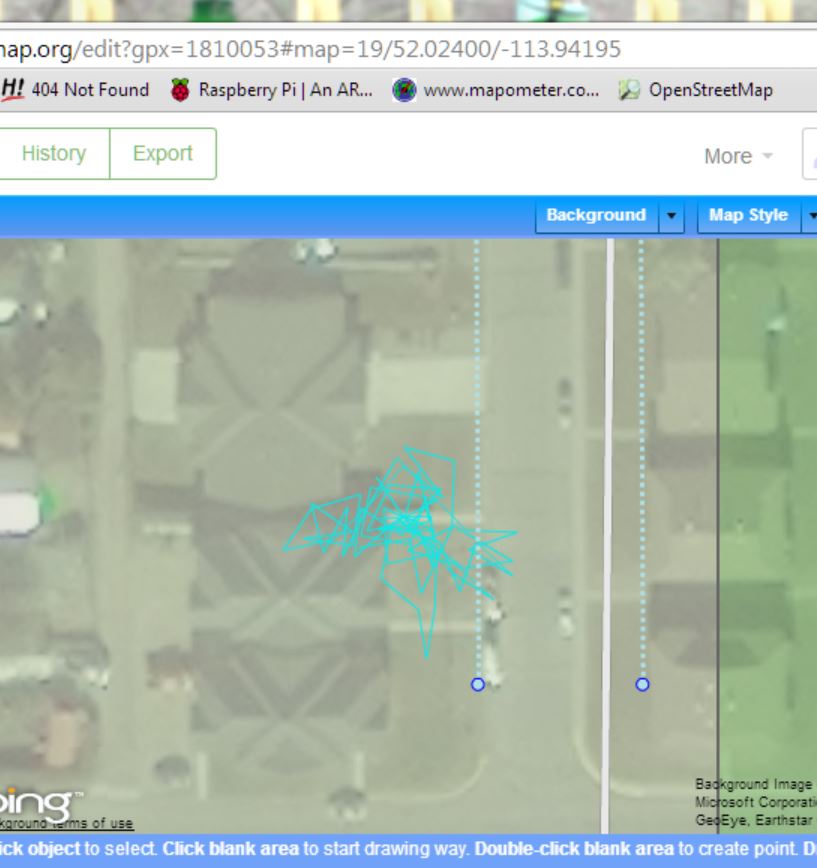 nap.org/edit?gpx=1810053#map=19/52.02400/-113.94195
H! 404 Not Found Raspberry Pi | An AR... www.mapometer.co... OpenStreetMap
History Export More
Background Map Style
Background Image
Microsoft Corporati
GeoEye, Earthstar
bing™
kground terms of use
ick object to select. Click blank area to start drawing way. Double-click blank area to create point. D